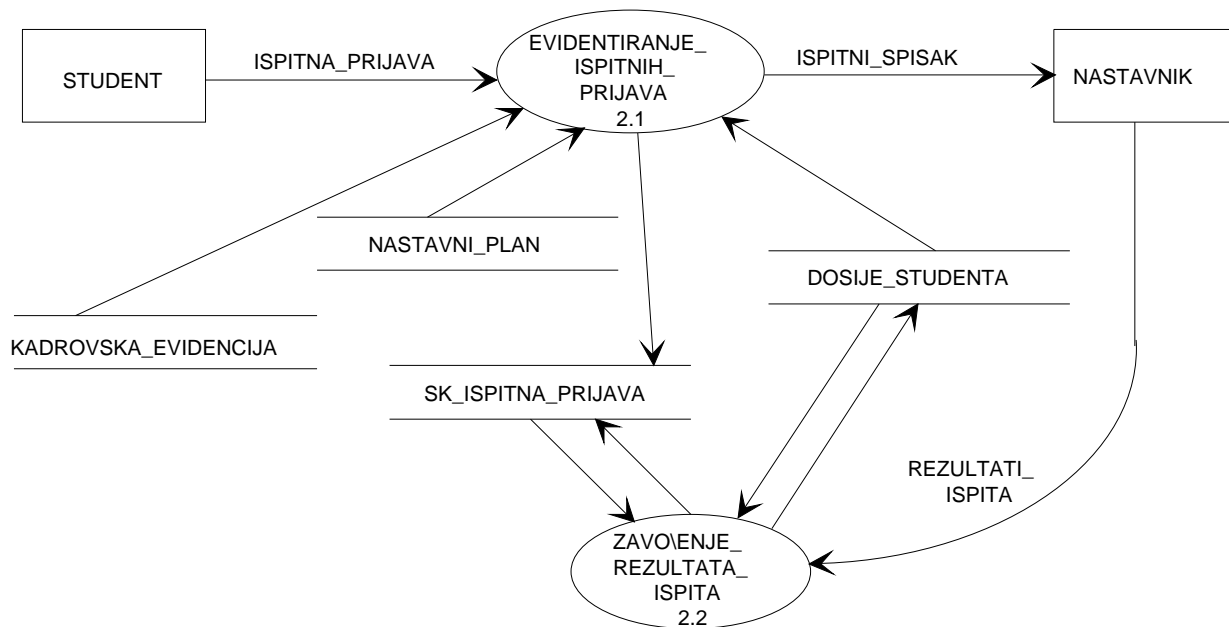 EVIDENTIRANJE_
ISPITNIH_
PRIJAVA
2.1
ISPITNA_PRIJAVA
ISPITNI_SPISAK
STUDENT
NASTAVNIK
NASTAVNI_PLAN
DOSIJE_STUDENTA
KADROVSKA_EVIDENCIJA
SK_ISPITNA_PRIJAVA
REZULTATI_
ISPITA
ZAVO\ENJE_
REZULTATA_
ISPITA
2.2